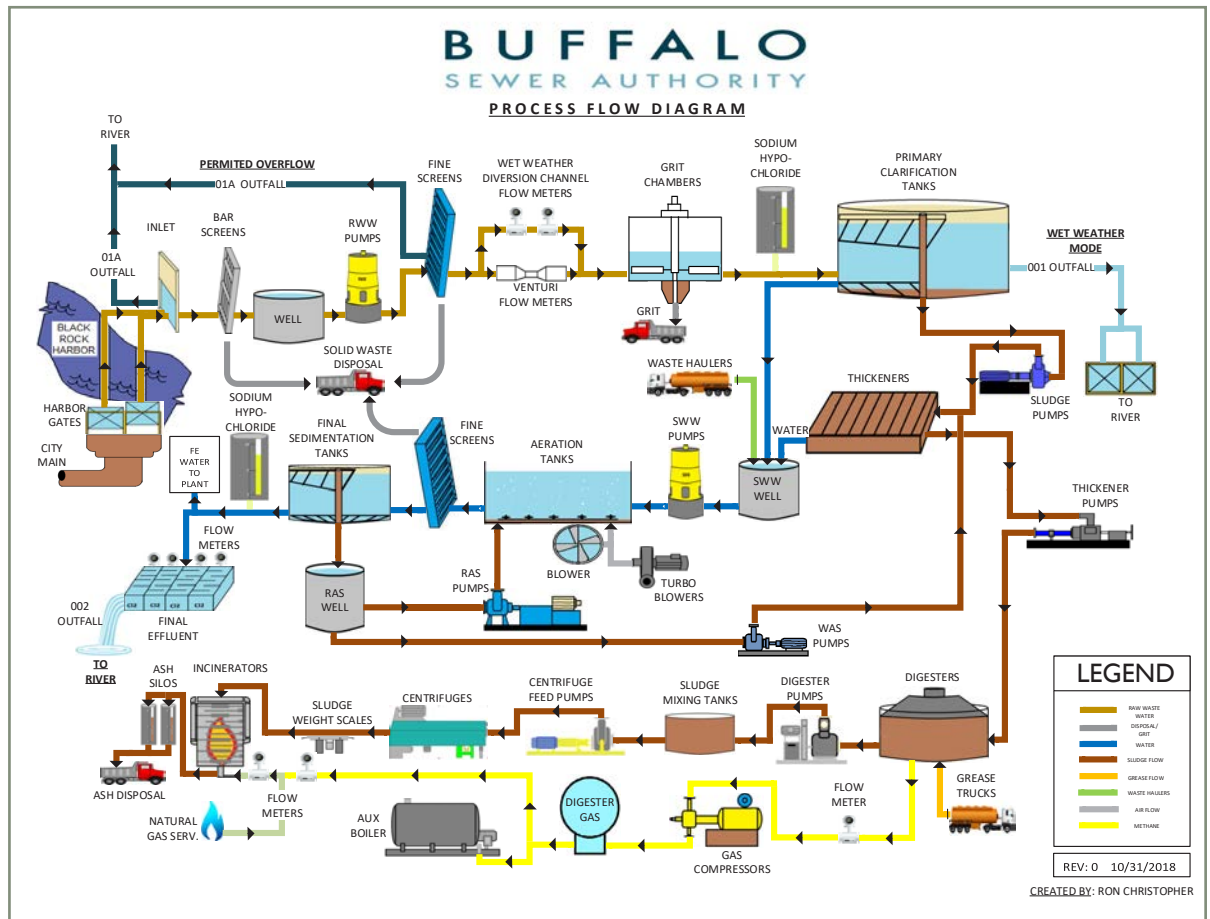 BUFFALO
SEWER AUTHORITY
PROCESS FLOW DIAGRAM
TO
RIVER
PERMITED OVERFLOW
01A OUTFALL
FINE
SCREENS
WET WEATHER
DIVERSION CHANNEL
FLOW METERS
GRIT
CHAMBERS
SODIUM
HYPO-
CHLORIDE
PRIMARY
CLARIFICATION
TANKS
INLET
BAR
SCREENS
RWW
PUMPS
01A
OUTFALL
WELL
VENTURI
FLOW METERS
WET WEATHER
MODE
001 OUTFALL
BLACK
ROCK
HARBOR
GRIT
SOLID WASTE
DISPOSAL
WASTE HAULERS
THICKENERS
SLUDGE
PUMPS
TO
RIVER
HARBOR
GATES
SODIUM
HYPO-
CHLORIDE
FINAL
SEDIMENTATION
TANKS
FINE
SCREENS
AERATION
TANKS
SWW
PUMPS
WATER
CITY
MAIN
FE
WATER
TO
PLANT
SWW
WELL
THICKENER
PUMPS
FLOW
METERS
BLOWER
TURBO
BLOWERS
RAS
PUMPS
RAS
WELL
002
OUTFALL
FINAL
EFFLUENT
WAS
PUMPS
TO
RIVER
ASH
SILOS
INCINERATORS
SLUDGE
WEIGHT SCALES
CENTRIFUGES
CENTRIFUGE
FEED PUMPS
SLUDGE
MIXING TANKS
DIGESTER
PUMPS
DIGESTERS
ASH DISPOSAL
NATURAL
GAS SERV.
FLOW
METERS
AUX
BOILER
DIGESTER
GAS
GAS
COMPRESSORS
FLOW
METER
GREASE
TRUCKS
LEGEND
RAW WASTE
WATER
DISPOSAL/
GRIT
WATER
SLUDGE FLOW
GREASE FLOW
WASTE HAULERS
AIR FLOW
METHANE
REV: 0 10/31/2018
CREATED BY: RON CHRISTOPHER